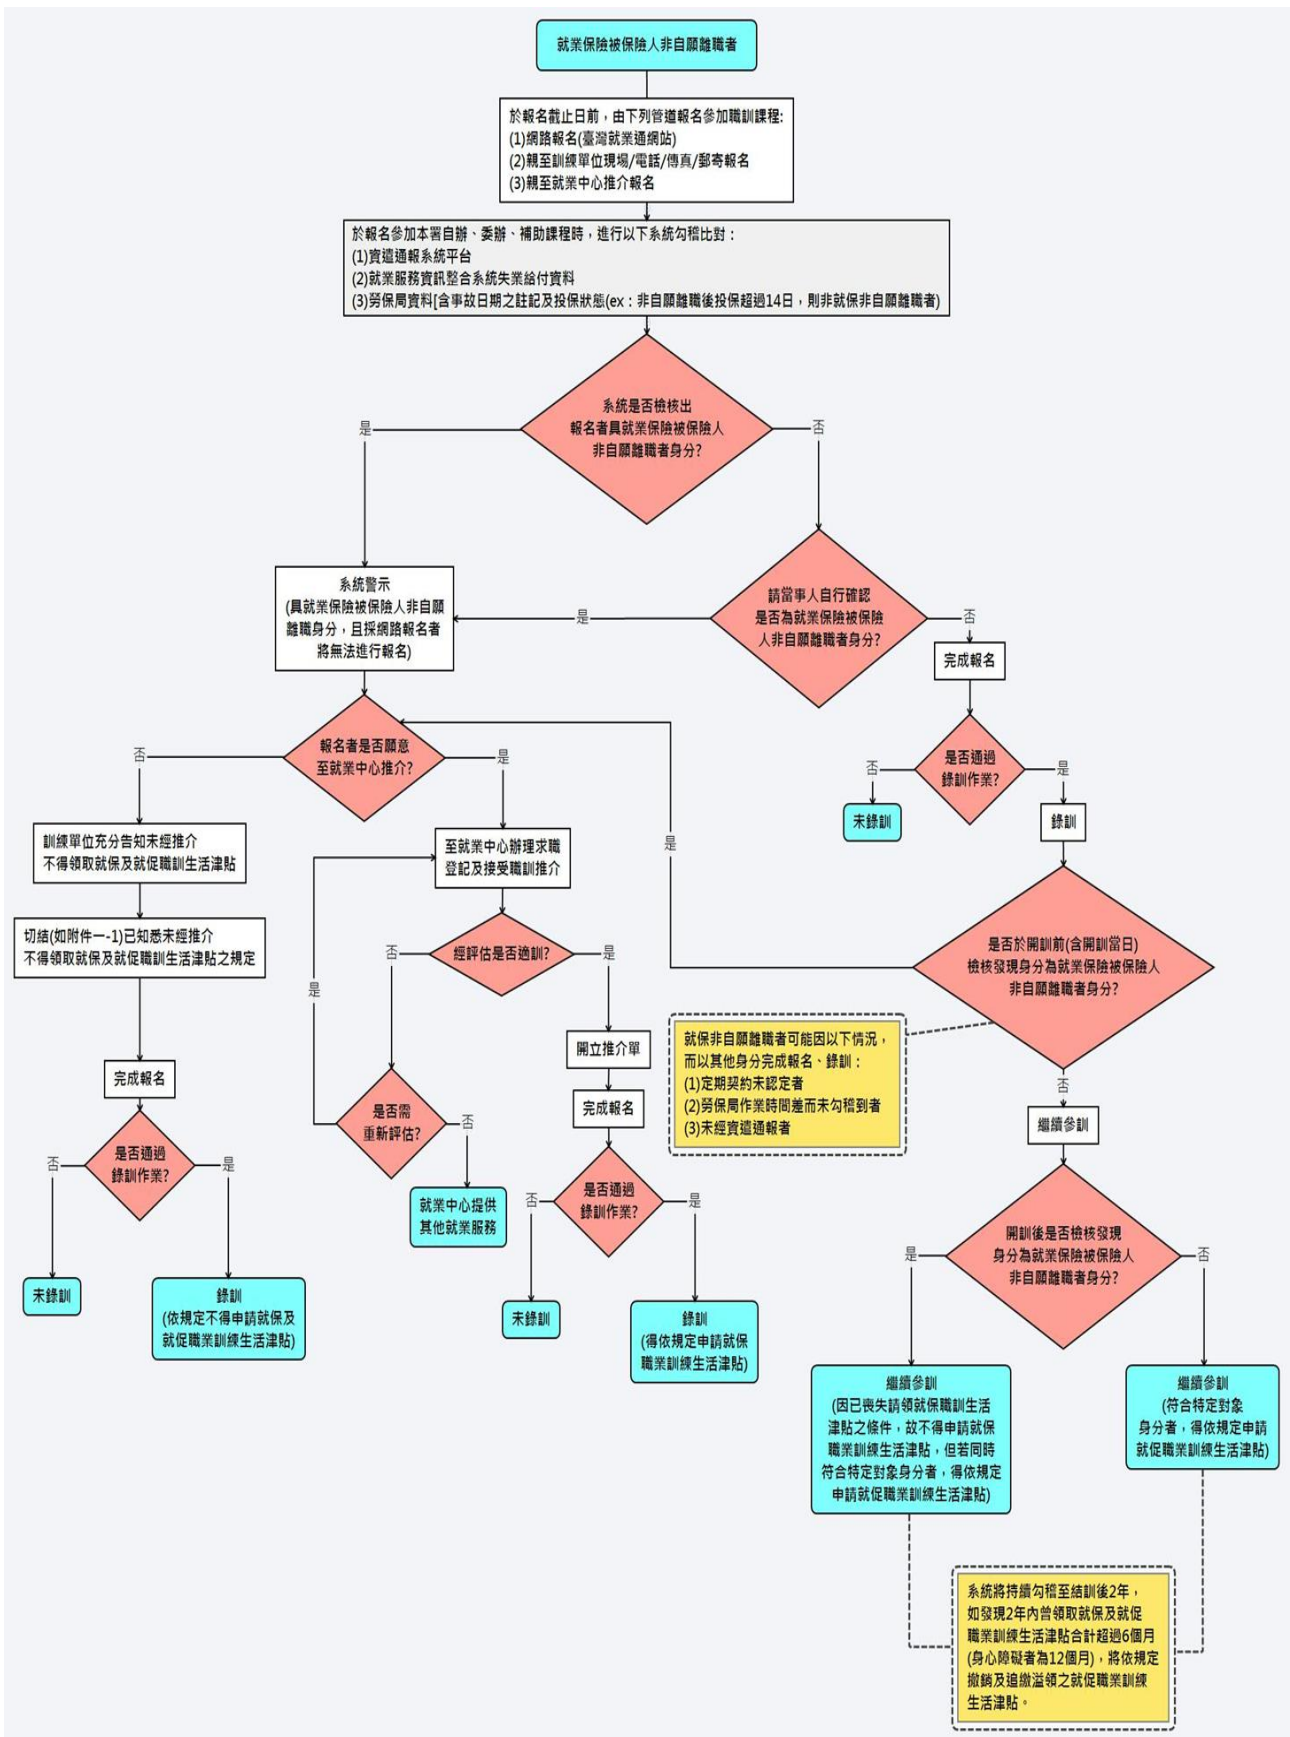 就業保險被保險人非自願離職者
於報名截止日前，由下列管道報名參加職訓課程:
(1)網路報名(臺灣就業通網站)
(2)親至訓練單位現場/電話/傳真/郵寄報名
(3)親至就業中心推介報名
於報名參加本署自辦、委辦、補助課程時，進行以下系統勾稽比對：
(1)資遣通報系統平台
(2)就業服務資訊整合系統失業給付資料
(3)勞保局資料[含事故日期之註記及投保狀態(ex：非自願離職後投保超過14日，則非就保非自願離職者)
系統是否檢核出
報名者具就業保險被保險人
非自願離職者身分?
是
否
系統警示
(具就業保險被保險人非自願
離職身分，且採網路報名者
將無法進行報名)
請當事人自行確認
是否為就業保險被保險
人非自願離職者身分?
是
否
完成報名
報名者是否願意
至就業中心推介?
否
是
是否通過
錄訓作業?
否
是
未錄訓
錄訓
訓練單位充分告知未經推介
不得領取就保及就促職訓生活津貼
至就業中心辦理求職
登記及接受職訓推介
是
切結(如附件一-1)已知悉未經推介
不得領取就保及就促職訓生活津貼之規定
經評估是否適訓?
否
是
是否於開訓前(含開訓當日)
檢核發現身分為就業保險被保險人
非自願離職者身分?
是
開立推介單
就保非自願離職者可能因以下情況，
而以其他身分完成報名、錄訓：
(1)定期契約未認定者
(2)勞保局作業時間差而未勾稽到者
(3)未經資遣通報者
否
完成報名
是否需
重新評估?
否
完成報名
繼續參訓
是否通過
錄訓作業?
否
是
就業中心提供
其他就業服務
是否通過
錄訓作業?
否
是
開訓後是否檢核發現
身分為就業保險被保險人
非自願離職者身分?
是
否
未錄訓
錄訓
(依規定不得申請就保及
就促職業訓練生活津貼)
未錄訓
錄訓
(得依規定申請就保
職業訓練生活津貼)
繼續參訓
(因已喪失請領就保職訓生活
津貼之條件，故不得申請就保
職業訓練生活津貼，但若同時
符合特定對象身分者，得依規定
申請就促職業訓練生活津貼)
繼續參訓
(符合特定對象
身分者，得依規定申請
就促職業訓練生活津貼)
系統將持續勾稽至結訓後2年，
如發現2年內曾領取就保及就促
職業訓練生活津貼合計超過6個月
(身心障礙者為12個月)，將依規定
撤銷及追繳溢領之就促職業訓練
生活津貼。